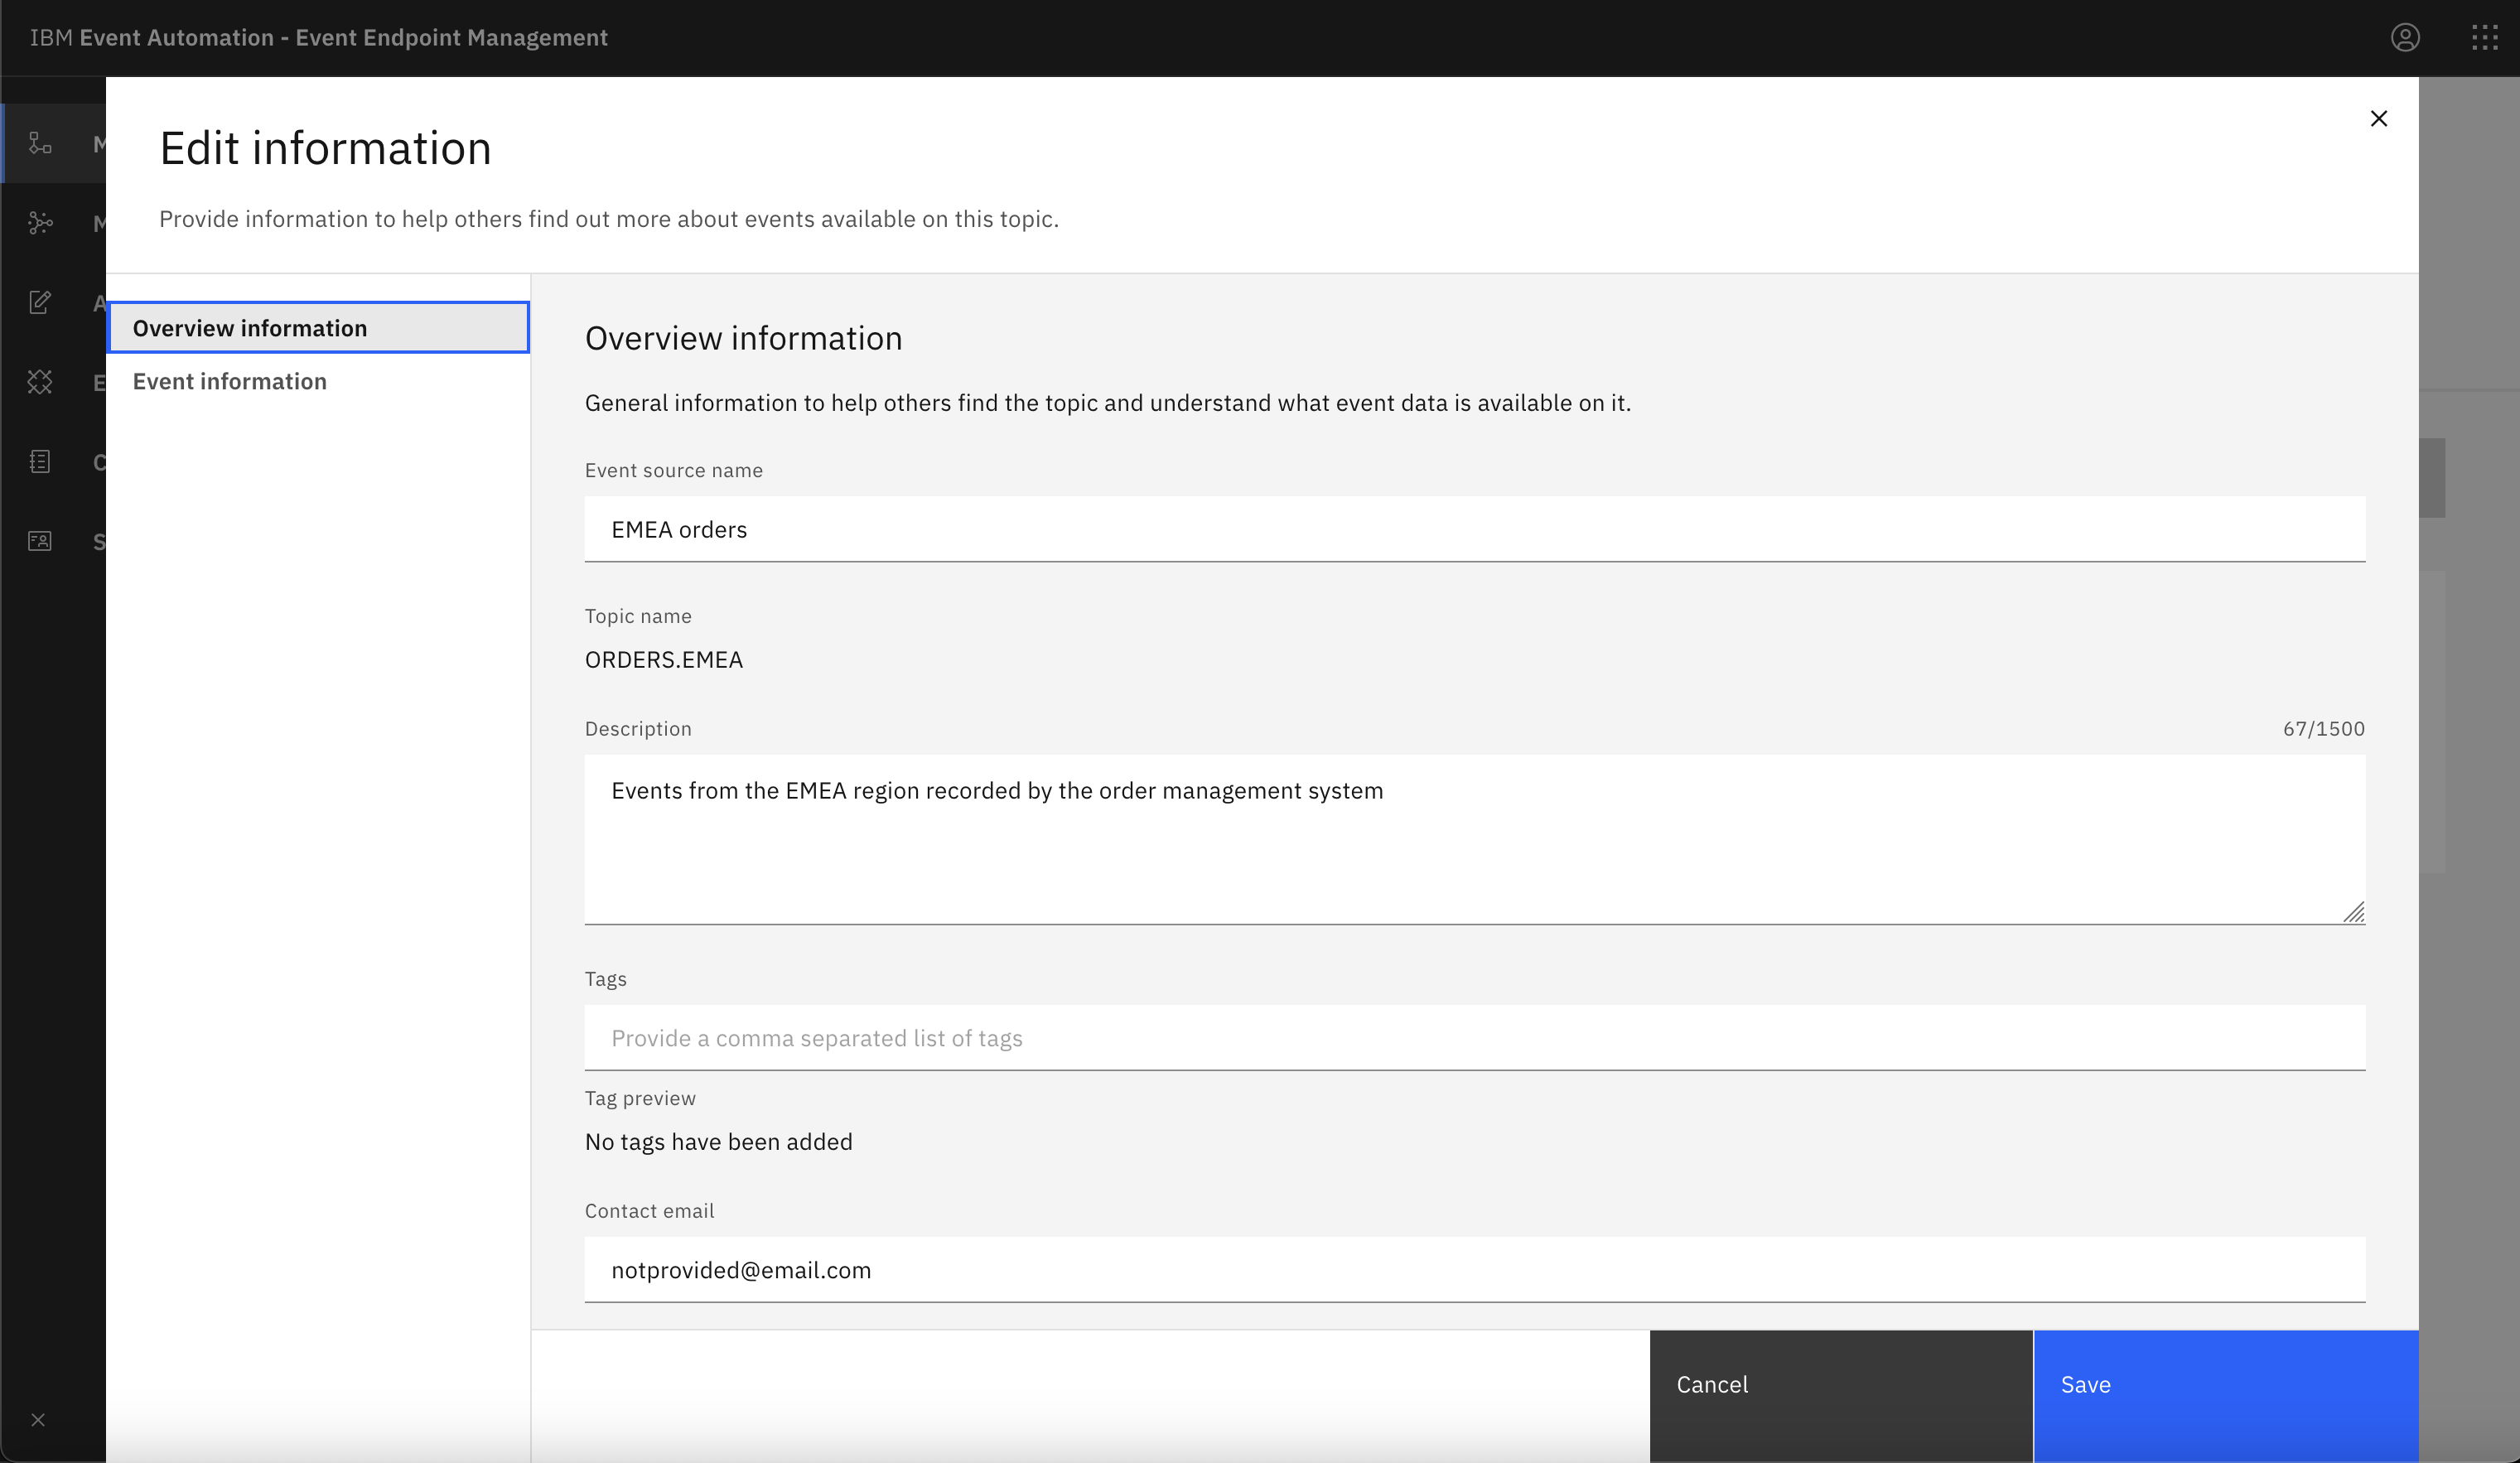 IBM Event Automation - Event Endpoint Management
Edit information
Provide information to help others find out more about events available on this topic.
M
M
A
E
C
S
Overview information
Event information
Overview information
General information to help others find the topic and understand what event data is available on it.
Event source name
EMEA orders
Topic name
ORDERS.EMEA
Description 67/1500
Events from the EMEA region recorded by the order management system
Tags
Provide a comma separated list of tags
Tag preview
No tags have been added
Contact email
notprovided@email.com
Cancel Save